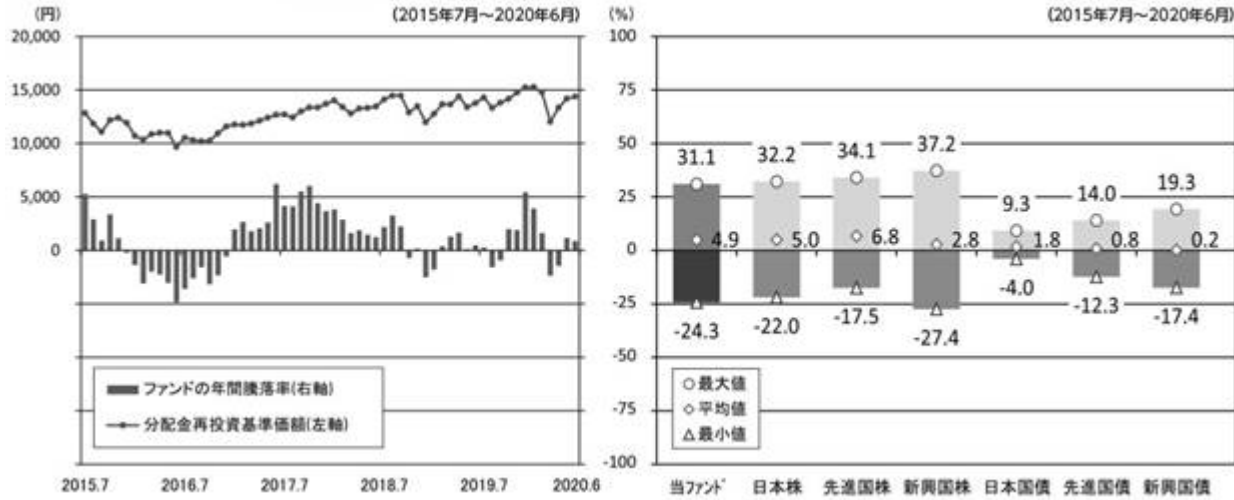 (円)
(2015年7月～2020年6月)
20,000
15,000
10,000
5,000
0
ファンドの年間騰落率(右軸)
分配金再投資基準価額(左軸)
2015.7 2016.7 2017.7 2018.7 2019.7 2020.6
(%)
(2015年7月～2020年6月)
100
75
50
25
0
-25
-50
-75
-100
31.1 32.2 34.1 37.2 9.3 14.0 19.3
4.9 5.0 6.8 2.8 1.8 0.8 0.2
-24.3 -22.0 -17.5 -27.4 -4.0 -12.3 -17.4
○最大値
◇平均値
△最小値
当ファンド 日本株 先進国株 新興国株 日本国債 先進国債 新興国債